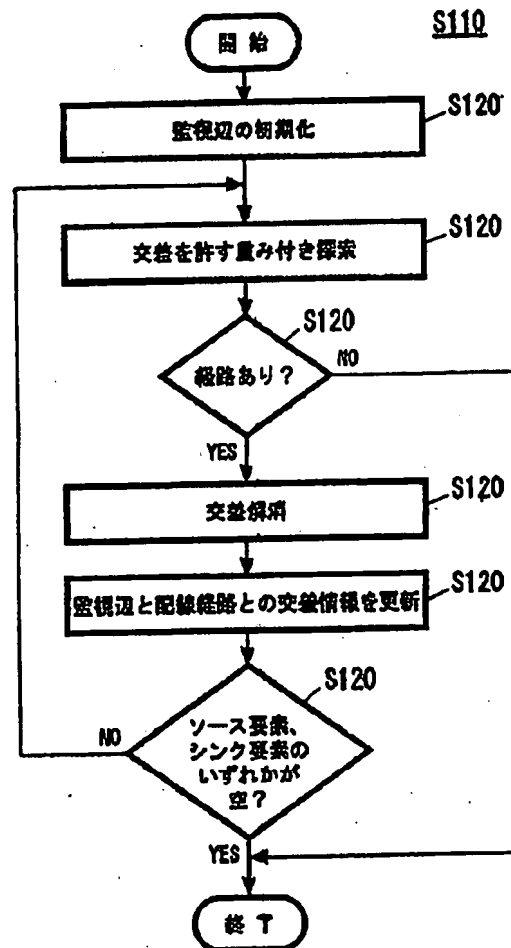 S110
開 始
S120
監視辺の初期化
S120
交差を許す重み付き探索
S120
経路あり?
NO
YES
S120
交差解消
S120
監視辺と配線経路との交差情報を更新
S120
ソース要素、
シンク要素の
いずれかが
空?
NO
YES
終 了